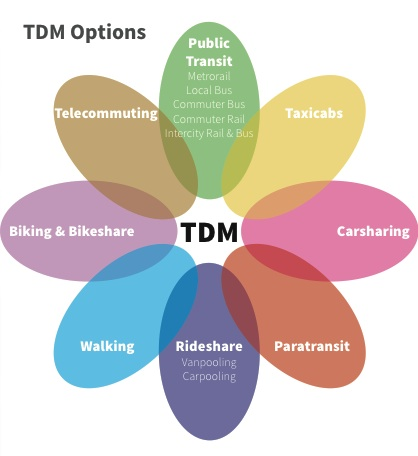 TDM Options
Public
Transit
Metrorail
Local Bus
Commuter Bus
Commuter Rail
Intercity Rail & Bus
Telecommuting
Taxicabs
Biking & Bikeshare
TDM
Carsharing
Walking
Rideshare
Vanpooling
Carpooling
Paratransit